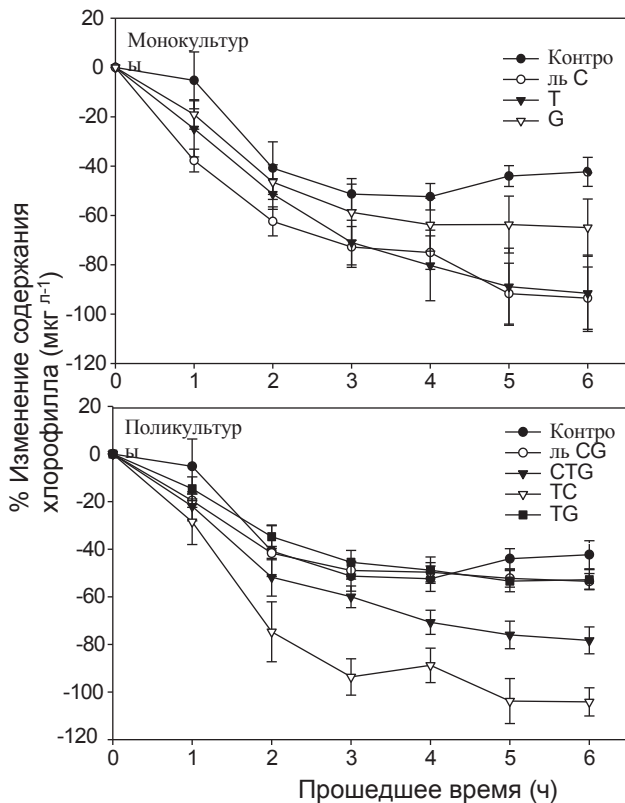 20
0
-20
-40
-60
-80
-100
-120
Монокультур
ы
Контро
ль C
T
G
0 1 2 3 4 5 6
20
0
-20
-40
-60
-80
-100
-120
Поликультур
ы
Контро
ль CG
CTG
TC
TG
0 1 2 3 4 5 6
% Изменение содержания
хлорофилла (мкг л-1)
Прошедшее время (ч)